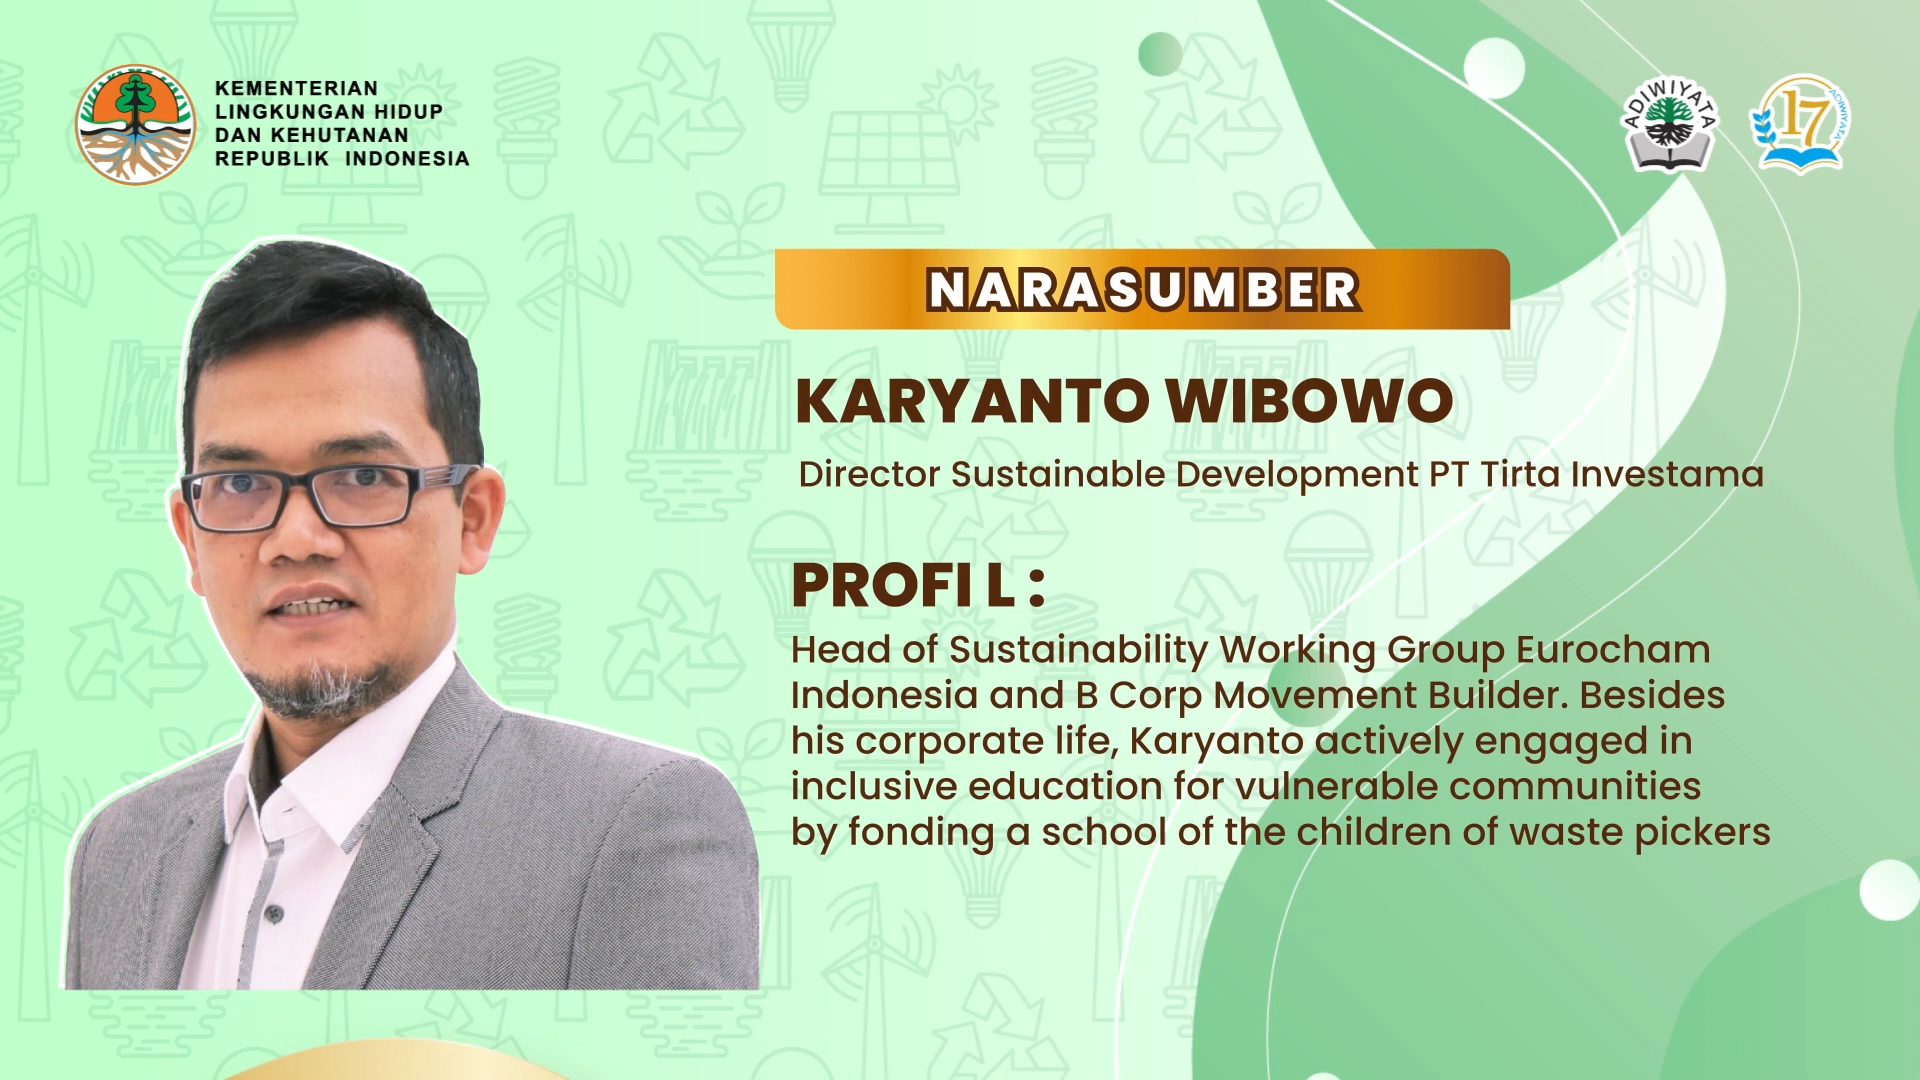 KEMENTERIAN
LINGKUNGAN HIDUP
DAN KEHUTANAN
REPUBLIK INDONESIA
ADIWIYATA
17
ADIWIYATA
NARASUMBER
KARYANTO WIBOWO
Director Sustainable Development PT Tirta Investama
PROFI L :
Head of Sustainability Working Group Eurocham
Indonesia and B Corp Movement Builder. Besides
his corporate life, Karyanto actively engaged in
inclusive education for vulnerable communities
by fonding a school of the children of waste pickers